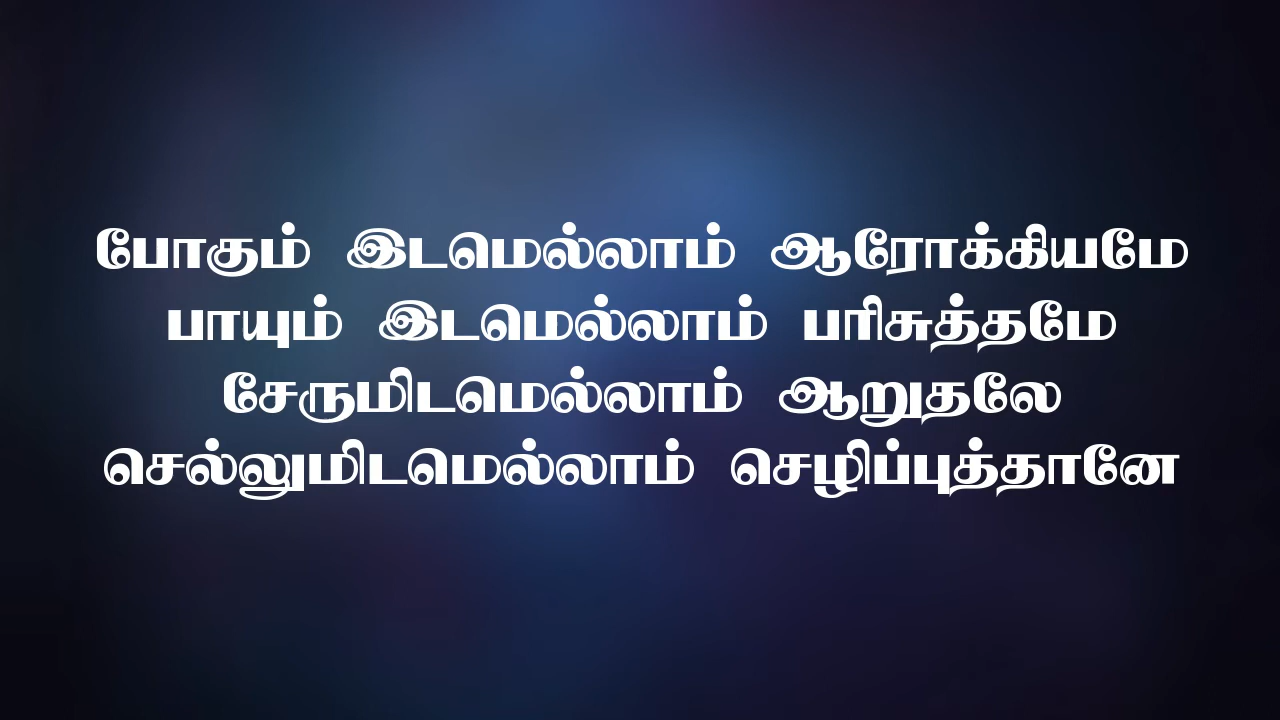 போகும் இடமெல்லாம் ஆரோக்கியமே
பாயும் இடமெல்லாம் பரிசுத்தமே
சேருமிடமெல்லாம் ஆறுதலே
செல்லுமிடமெல்லாம் செழிப்புத்தானே